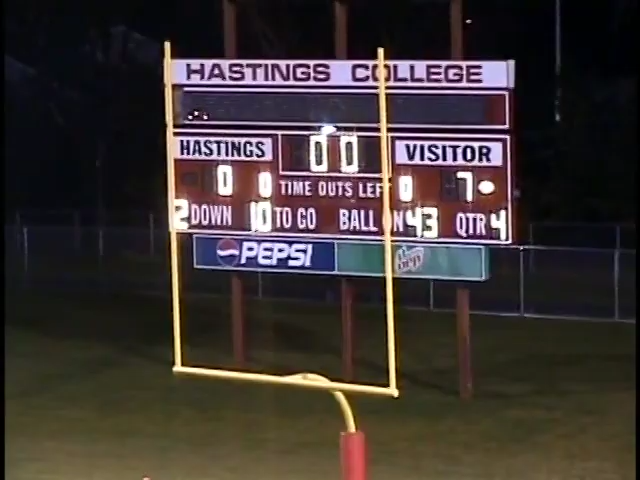 HASTINGS COLLEGE
HASTINGS 00 VISITOR
0 0 TIME OUTS LEFT 0 7
2 DOWN 10 TO GO BALL ON 43 QTR 4
PEPSI